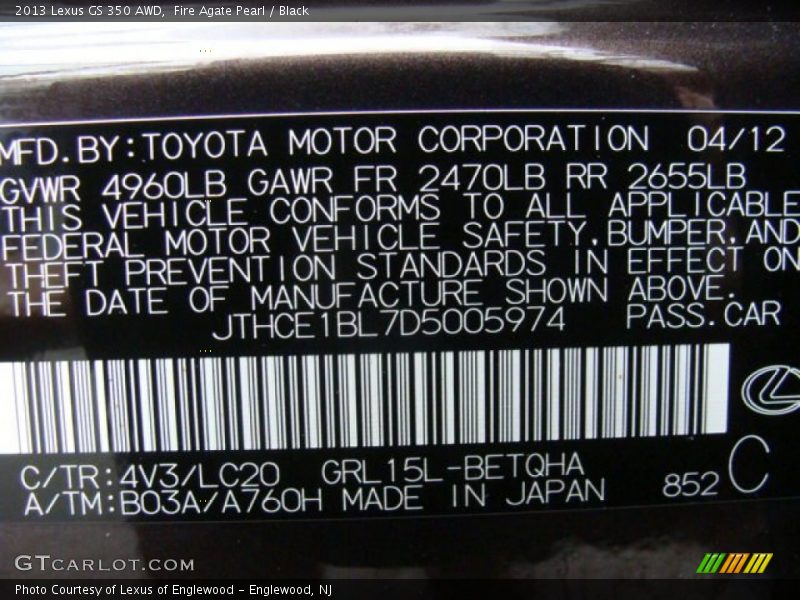 2013 Lexus GS 350 AWD,  Fire Agate Pearl / Black
MFD.BY:TOYOTA MOTOR CORPORATION 04/12
GVWR 4960LB GAWR FR 2470LB RR 2655LB
THIS VEHICLE CONFORMS TO ALL APPLICABLE
FEDERAL MOTOR VEHICLE SAFETY,BUMPER,AND
THEFT PREVENTION STANDARDS IN EFFECT ON
THE DATE OF MANUFACTURE SHOWN ABOVE.
JTHCE1BL7D5005974 PASS.CAR
C/TR:4V3/LC20 GRL15L-BETQHA
A/TM:B03A/A760H MADE IN JAPAN 852 C
GTCARLOT.COM
Photo Courtesy of Lexus of Englewood - Englewood, NJ